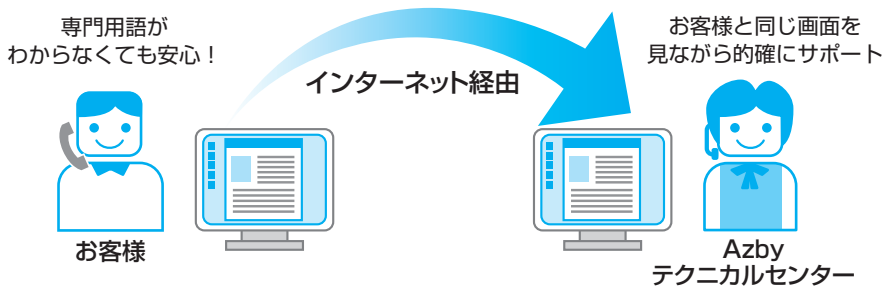 専門用語が
わからなくても安心！
インターネット経由
お客様と同じ画面を
見ながら的確にサポート
お客様
Azby
テクニカルセンター